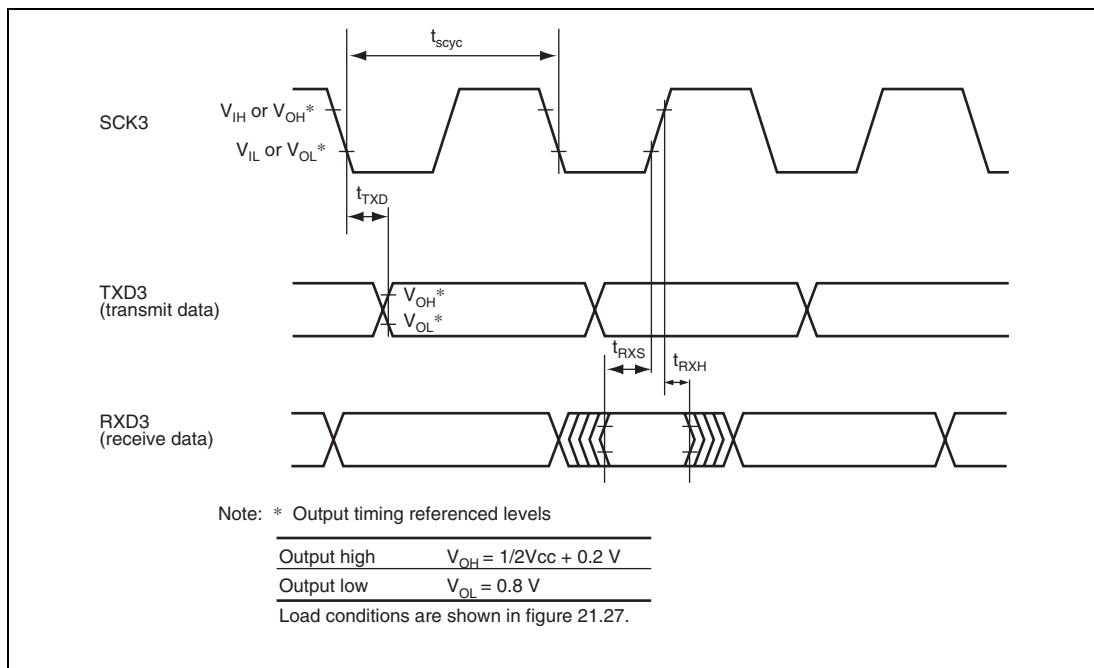 tscyc
SCK3
VIH or VOH*
VIL or VOL*
tTXD
TXD3
(transmit data)
VOH*
VOL*
tRXS
tRXH
RXD3
(receive data)
Note: * Output timing referenced levels
Output high VOH = 1/2Vcc + 0.2 V
Output low VOL = 0.8 V
Load conditions are shown in figure 21.27.